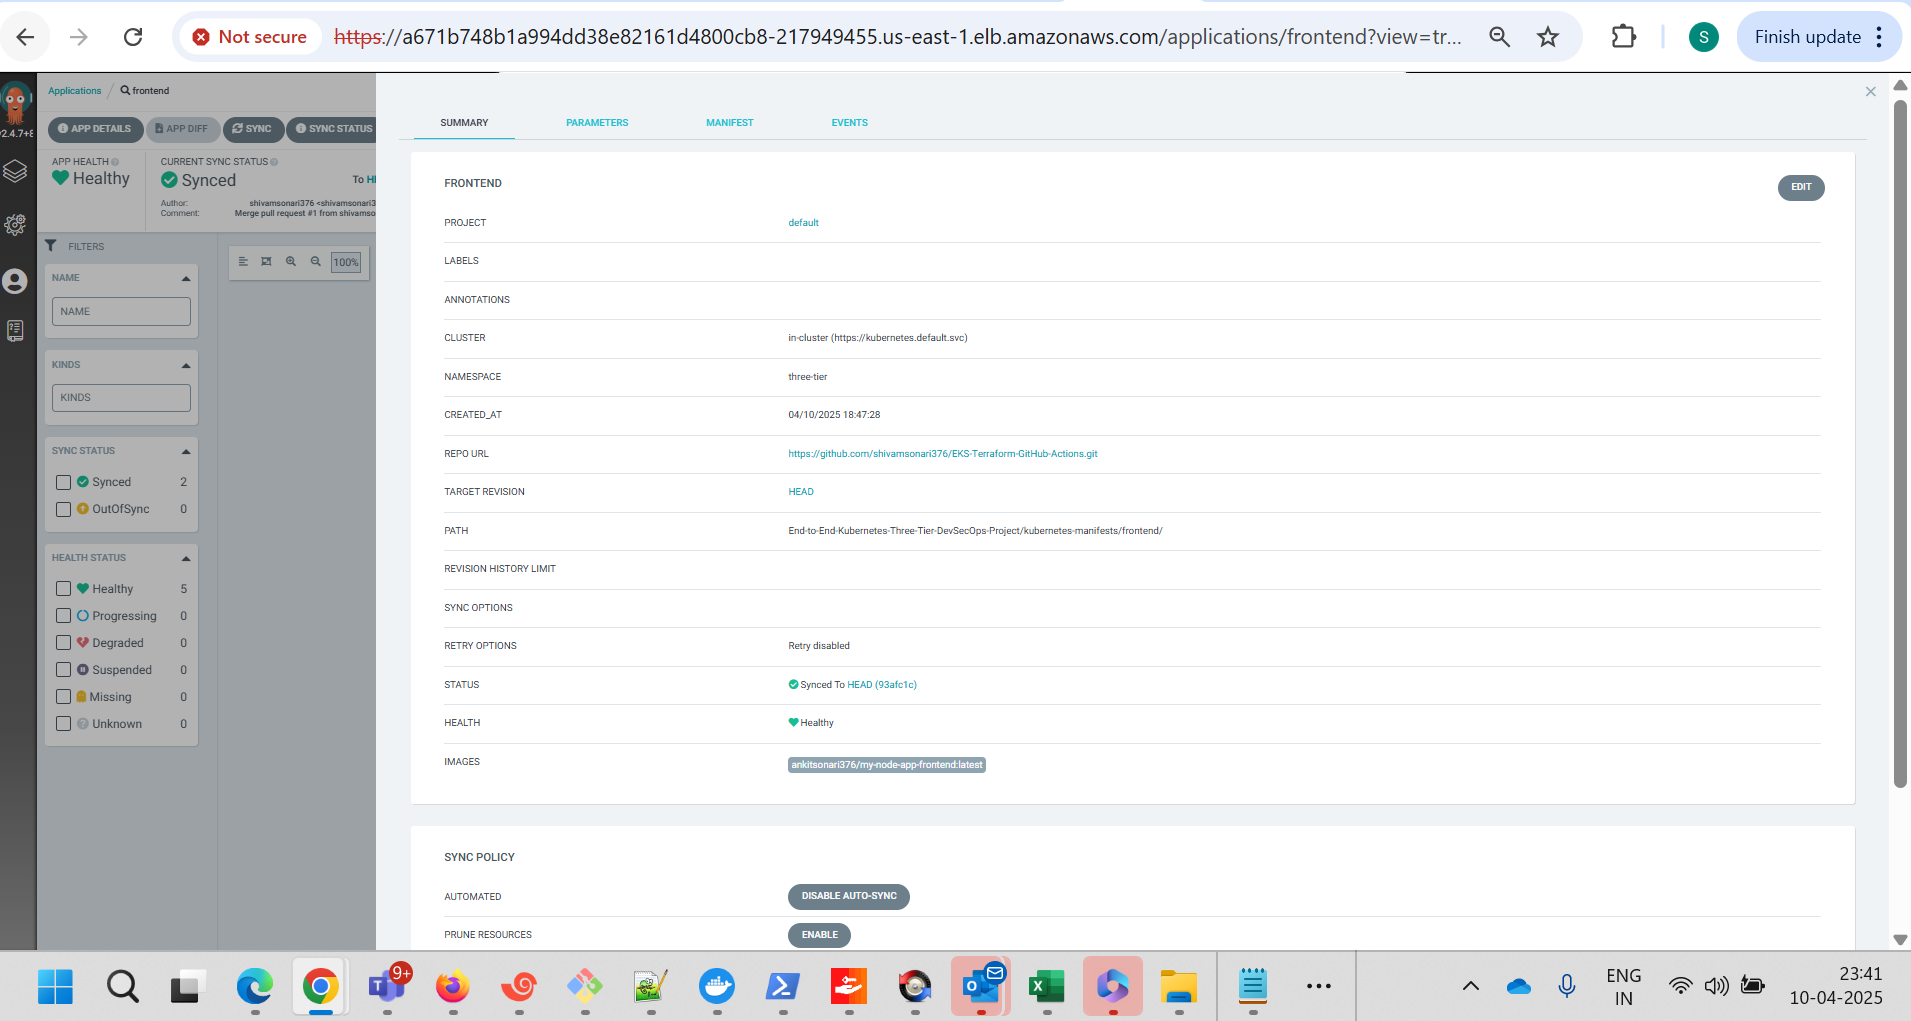 Not secure
https://a671b748b1a994dd38e82161d4800cb8-217949455.us-east-1.elb.amazonaws.com/applications/frontend?view=tr...
S
Finish update
v2.4.7+8
Applications / frontend
APP DETAILS
APP DIFF
SYNC
SYNC STATUS
APP HEALTH
Healthy
CURRENT SYNC STATUS
Synced
To HE
Author: shivamsonari376 <shivamsonari3
Comment: Merge pull request #1 from shivamso
FILTERS
NAME
NAME
KINDS
KINDS
SYNC STATUS
Synced 2
OutOfSync 0
HEALTH STATUS
Healthy 5
Progressing 0
Degraded 0
Suspended 0
Missing 0
Unknown 0
100%
SUMMARY
PARAMETERS
MANIFEST
EVENTS
FRONTEND
EDIT
PROJECT default
LABELS
ANNOTATIONS
CLUSTER in-cluster (https://kubernetes.default.svc)
NAMESPACE three-tier
CREATED_AT 04/10/2025 18:47:28
REPO URL https://github.com/shivamsonari376/EKS-Terraform-GitHub-Actions.git
TARGET REVISION HEAD
PATH End-to-End-Kubernetes-Three-Tier-DevSecOps-Project/kubernetes-manifests/frontend/
REVISION HISTORY LIMIT
SYNC OPTIONS
RETRY OPTIONS Retry disabled
STATUS Synced To HEAD (93afc1c)
HEALTH Healthy
IMAGES ankitsonari376/my-node-app-frontend:latest
SYNC POLICY
AUTOMATED DISABLE AUTO-SYNC
PRUNE RESOURCES ENABLE
9+
ENG
IN
23:41
10-04-2025